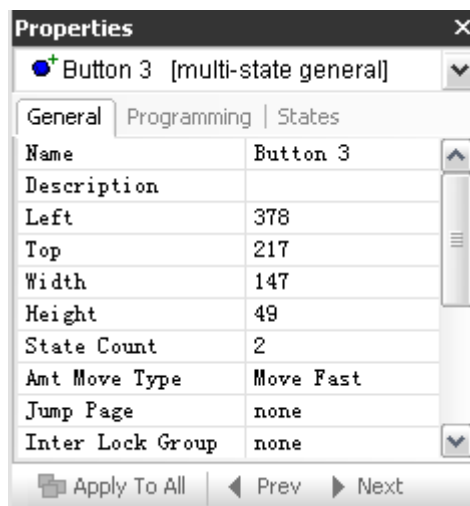 Properties
Button 3 [multi-state general]
General Programming | States
Name Button 3
Description
Left 378
Top 217
Width 147
Height 49
State Count 2
Amt Move Type Move Fast
Jump Page none
Inter Lock Group none
Apply To All Prev Next